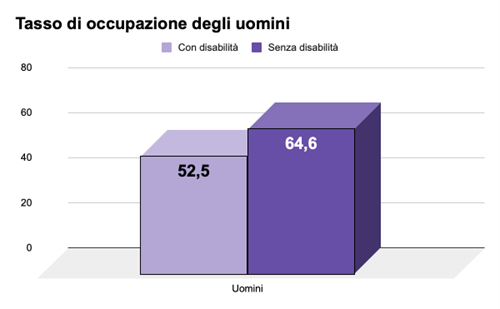 Tasso di occupazione degli uomini
Con disabilità Senza disabilità
80
60
40
20
0
52,5
64,6
Uomini